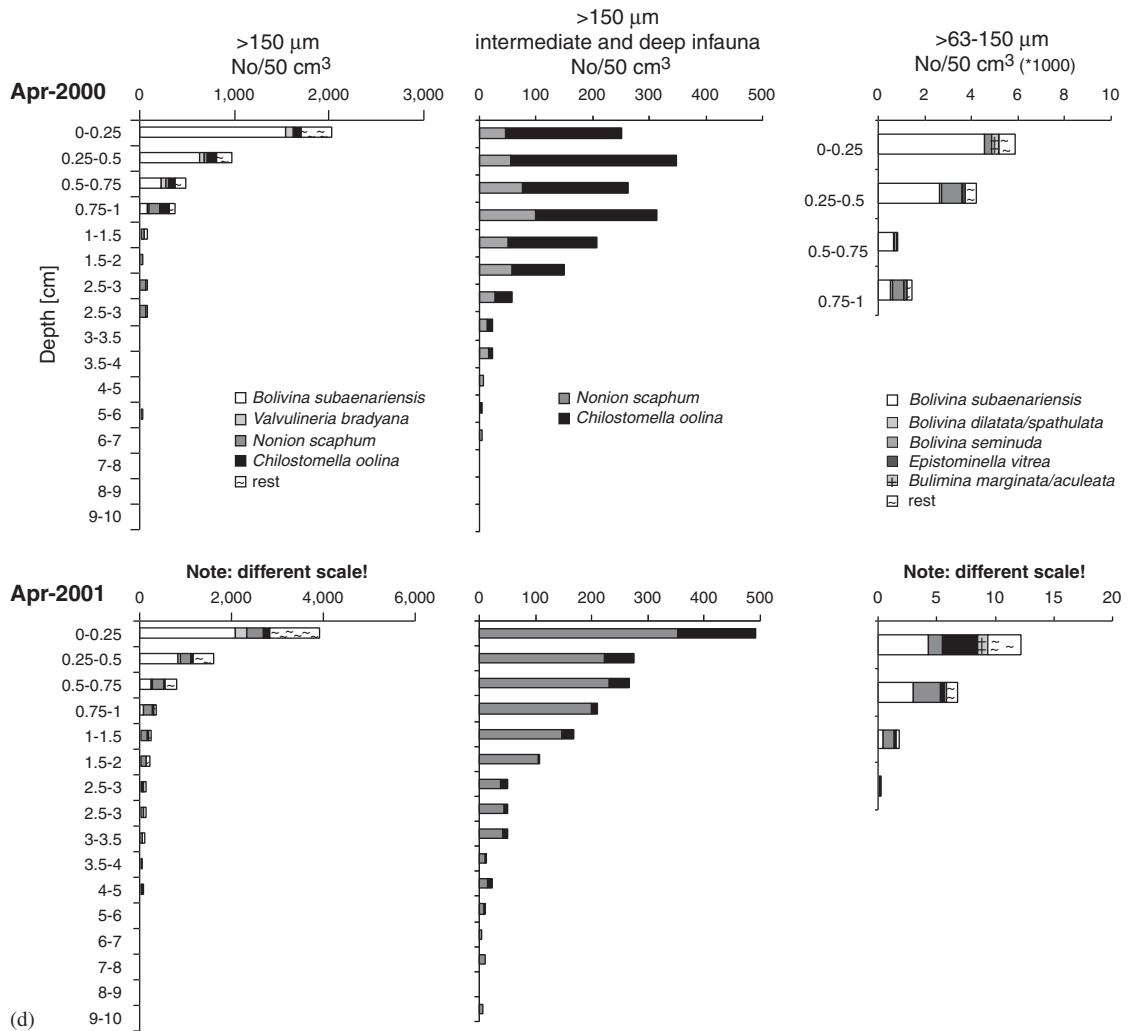 >150 µm
No/50 cm³
>150 µm
intermediate and deep infauna
No/50 cm³
>63-150 µm
No/50 cm³ (*1000)
Apr-2000
0 1,000 2,000 3,000
0 100 200 300 400 500
0 2 4 6 8 10
Depth [cm]
0-0.25
0.25-0.5
0.5-0.75
0.75-1
1-1.5
1.5-2
2.5-3
2.5-3
3-3.5
3.5-4
4-5
5-6
6-7
7-8
8-9
9-10
Bolivina subaenariensis
Valvulineria bradyana
Nonion scaphum
Chilostomella oolina
rest
Nonion scaphum
Chilostomella oolina
0-0.25
0.25-0.5
0.5-0.75
0.75-1
Bolivina subaenariensis
Bolivina dilatata/spathulata
Bolivina seminuda
Epistominella vitrea
Bulimina marginata/aculeata
rest
Note: different scale!
Note: different scale!
Apr-2001
0 2,000 4,000 6,000
0 100 200 300 400 500
0 5 10 15 20
0-0.25
0.25-0.5
0.5-0.75
0.75-1
1-1.5
1.5-2
2.5-3
2.5-3
3-3.5
3.5-4
4-5
5-6
6-7
7-8
8-9
9-10
(d)